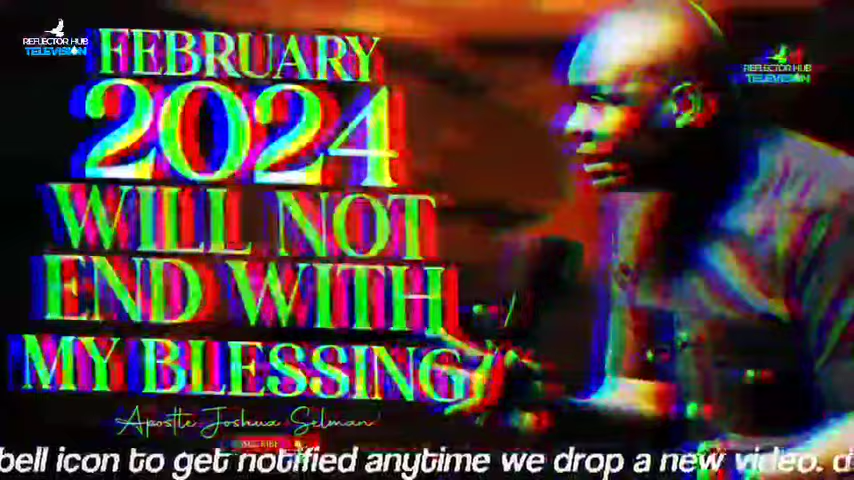 REFLECTOR HUB
TELEVISION
FEBRUARY
2024
WILL NOT
END WITH
MY BLESSING
Apostle Joshua Selman
SUBSCRIBE
REFLECTOR HUB
TELEVISION
bell icon to get notified anytime we drop a new video. d